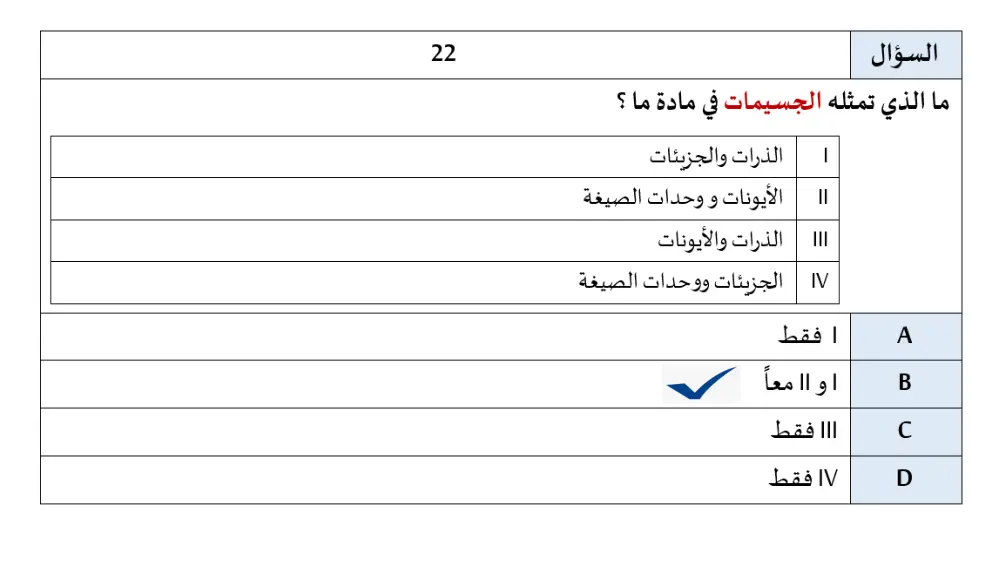 السؤال 22
ما الذي تمثله الجسيمات في مادة ما ؟
I الذرات والجزيئات
II الأيونات و وحدات الصيغة
III الذرات والأيونات
IV الجزيئات ووحدات الصيغة
A I فقط
B I و II معاً
C III فقط
D IV فقط